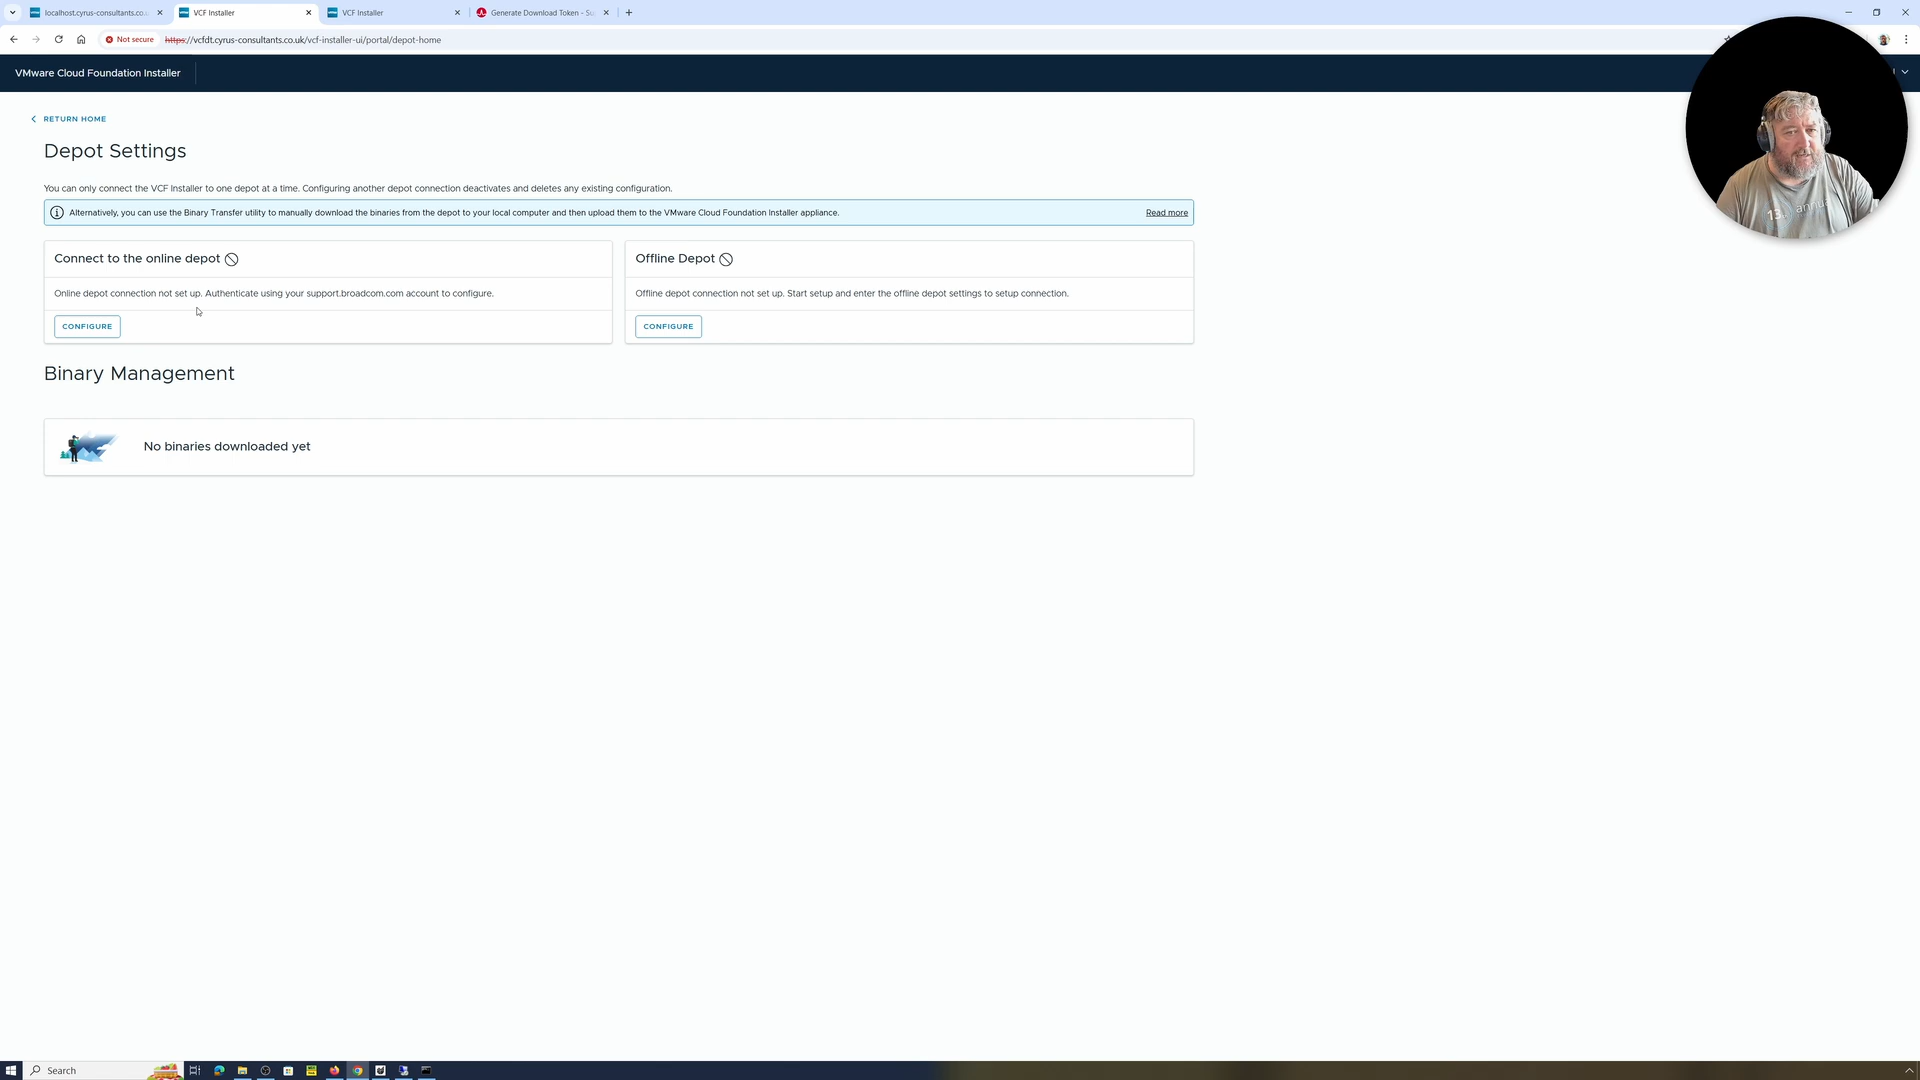 localhost.cyrus-consultants.co.u
VCF Installer
VCF Installer
Generate Download Token - Su
Not secure
https://vcfdt.cyrus-consultants.co.uk/vcf-installer-ui/portal/depot-home
VMware Cloud Foundation Installer
RETURN HOME
Depot Settings
You can only connect the VCF Installer to one depot at a time. Configuring another depot connection deactivates and deletes any existing configuration.
Alternatively, you can use the Binary Transfer utility to manually download the binaries from the depot to your local computer and then upload them to the VMware Cloud Foundation Installer appliance.
Read more
Connect to the online depot
Online depot connection not set up. Authenticate using your support.broadcom.com account to configure.
CONFIGURE
Offline Depot
Offline depot connection not set up. Start setup and enter the offline depot settings to setup connection.
CONFIGURE
Binary Management
No binaries downloaded yet
13th annual
Search